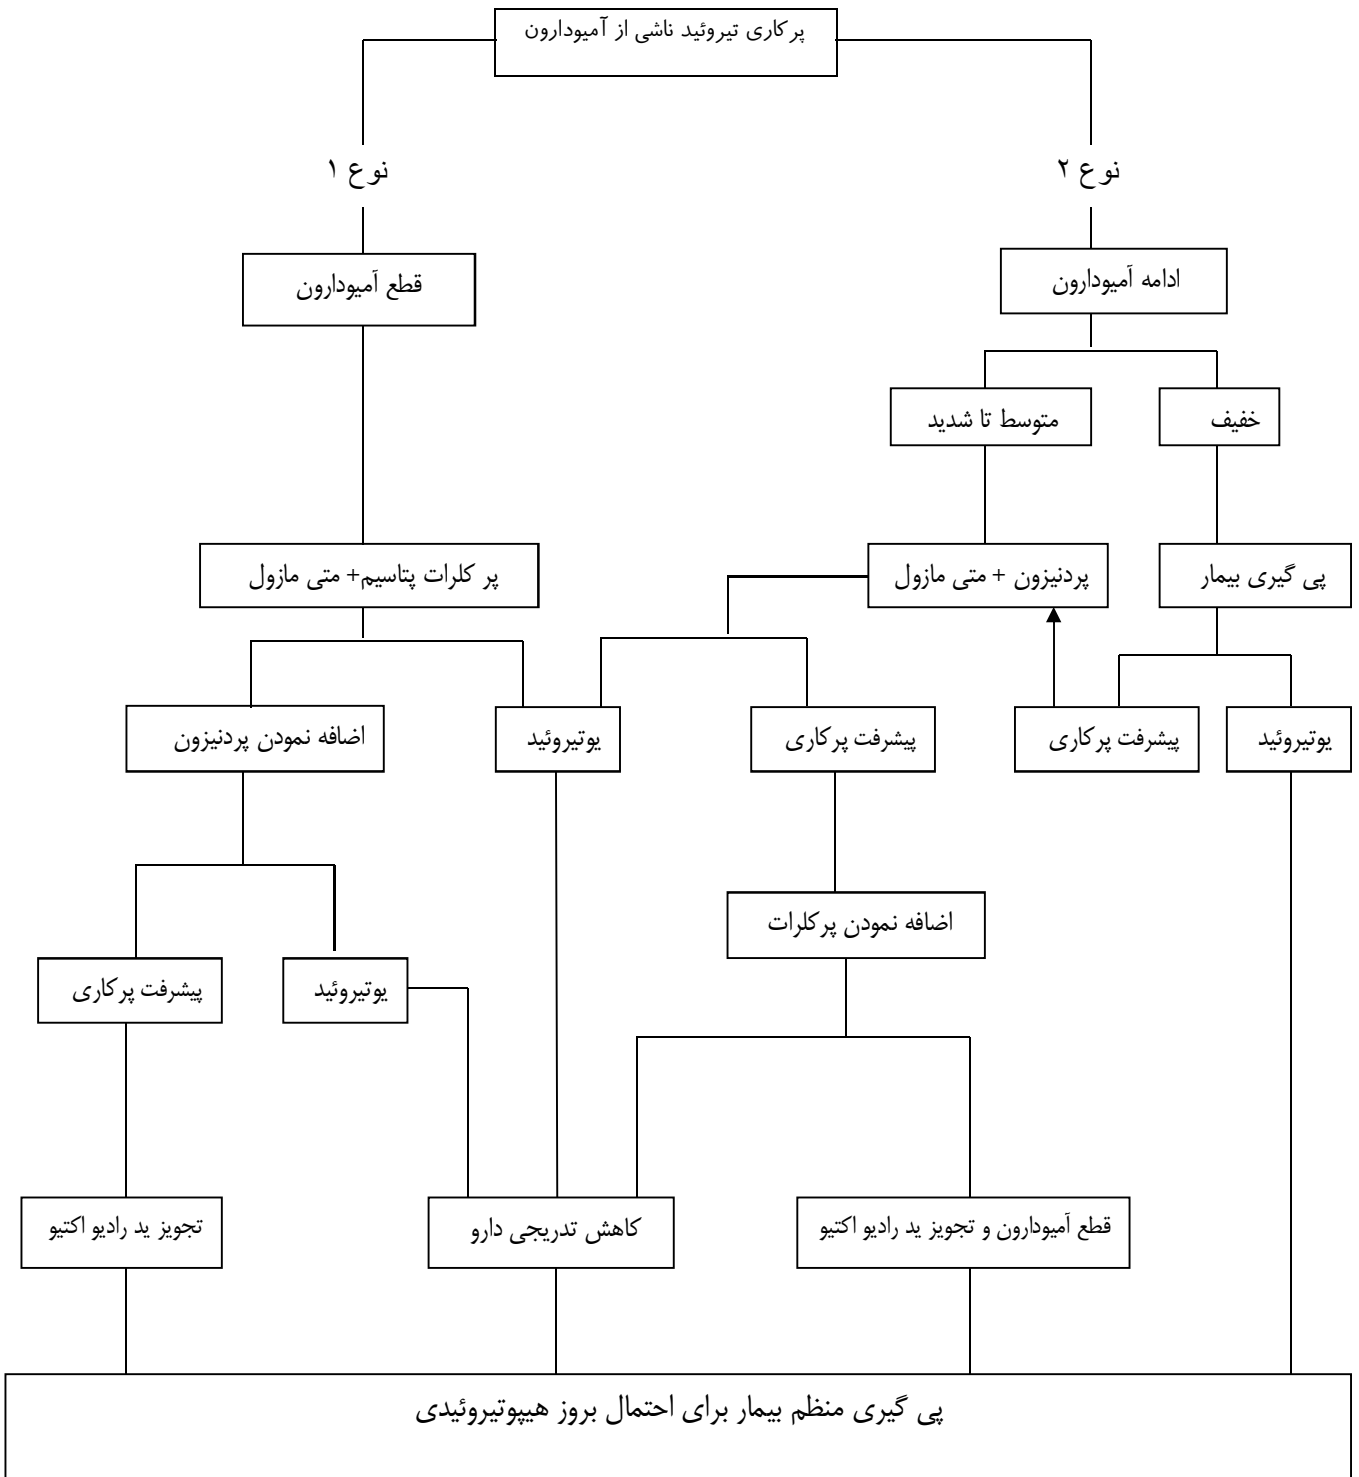 پرکاری تیروئید ناشی از آمیودارون
نوع ۲
نوع ۱
ادامه آمیودارون
قطع آمیودارون
خفیف
متوسط تا شدید
پی گیری بیمار
پردنیزون + متی مازول
پر کلرات پتاسیم+ متی مازول
یوتیروئید
پیشرفت پرکاری
پیشرفت پرکاری
یوتیروئید
اضافه نمودن پردنیزون
اضافه نمودن پرکلرات
یوتیروئید
پیشرفت پرکاری
قطع آمیودارون و تجویز ید رادیو اکتیو
کاهش تدریجی دارو
تجویز ید رادیو اکتیو
پی گیری منظم بیمار برای احتمال بروز هیپوتیروئیدی